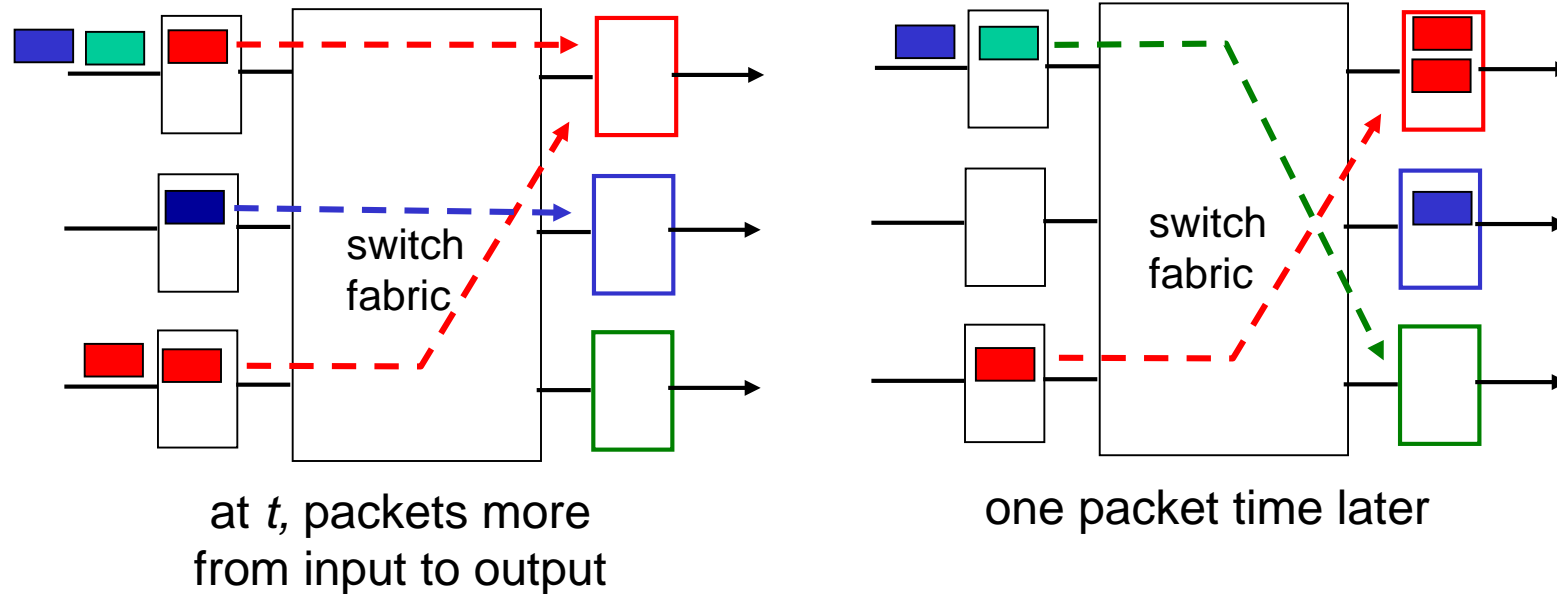 switch
fabric
at t, packets more
from input to output
switch
fabric
one packet time later